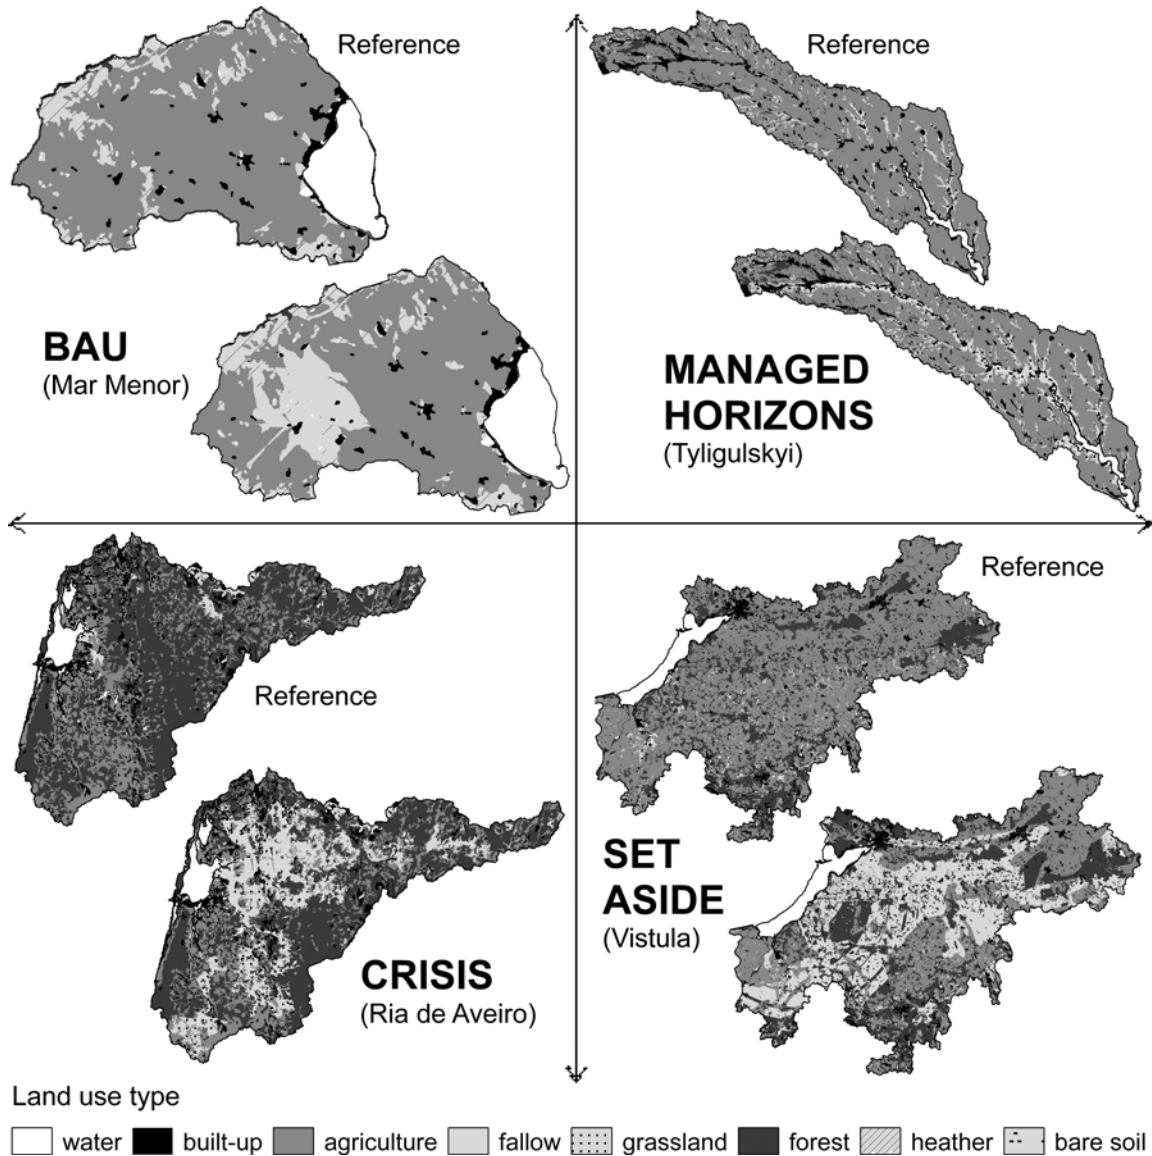 Reference
Reference
BAU
(Mar Menor)
MANAGED
HORIZONS
(Tyligulskyi)
Reference
Reference
CRISIS
(Ria de Aveiro)
SET
ASIDE
(Vistula)
Land use type
water built-up agriculture fallow grassland forest heather bare soil